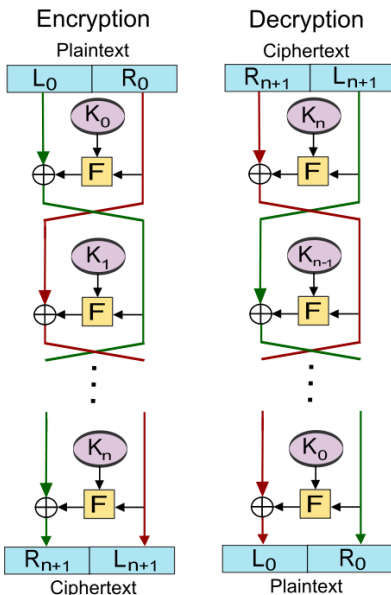 Encryption
Plaintext
L0 R0
K0
F
K1
F
Kn
F
Rn+1 Ln+1
Ciphertext
Decryption
Ciphertext
Rn+1 Ln+1
Kn
F
Kn-1
F
K0
F
L0 R0
Plaintext